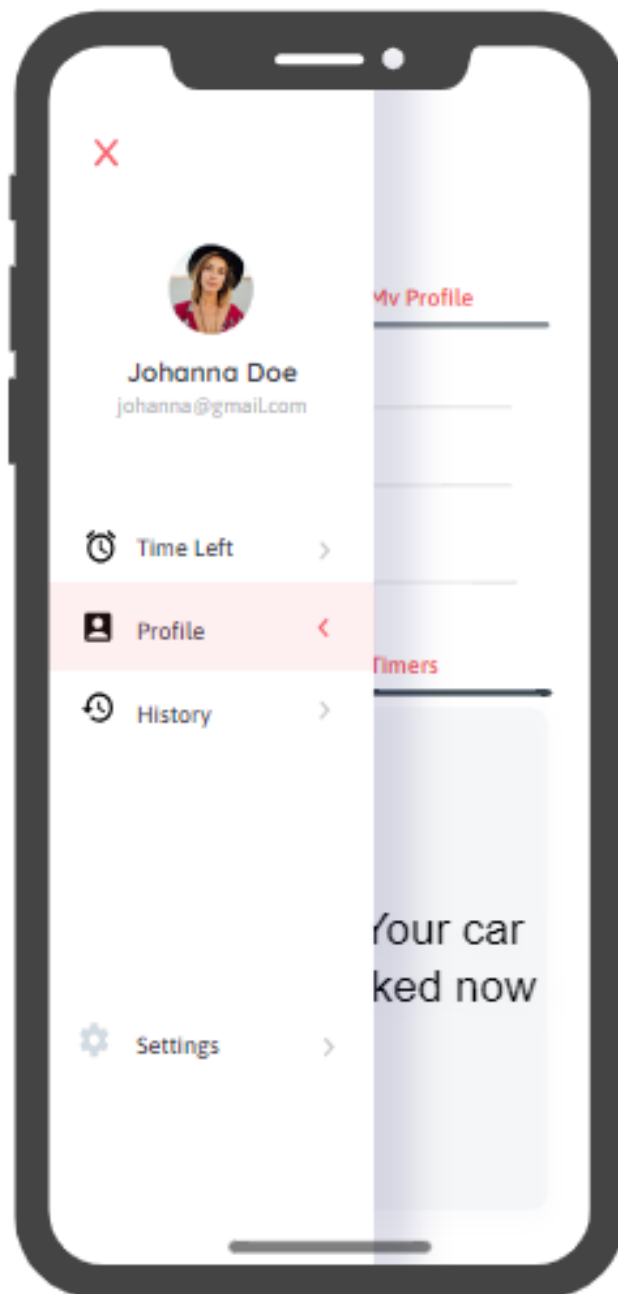 Johanna Doe
johanna@gmail.com
Time Left
Profile
History
Settings
My Profile
Timers
Your car
ked now